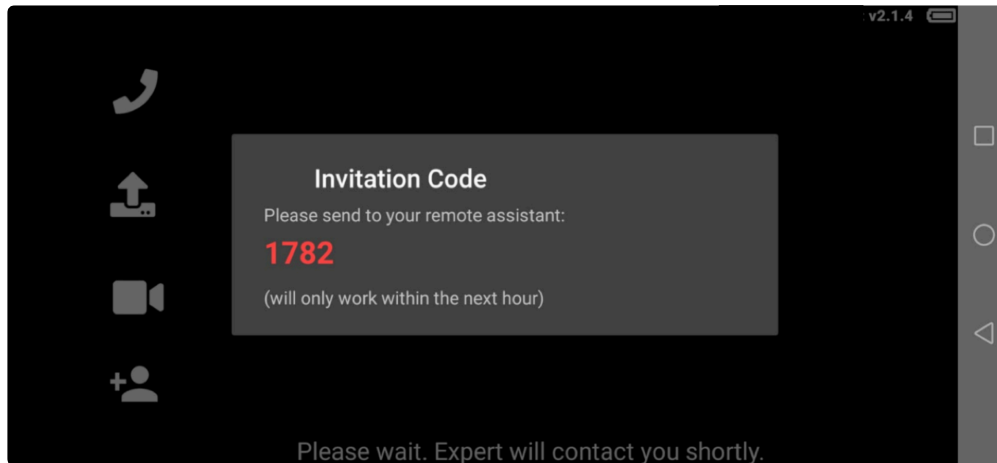 v2.1.4
Invitation Code
Please send to your remote assistant:
1782
(will only work within the next hour)
Please wait. Expert will contact you shortly.